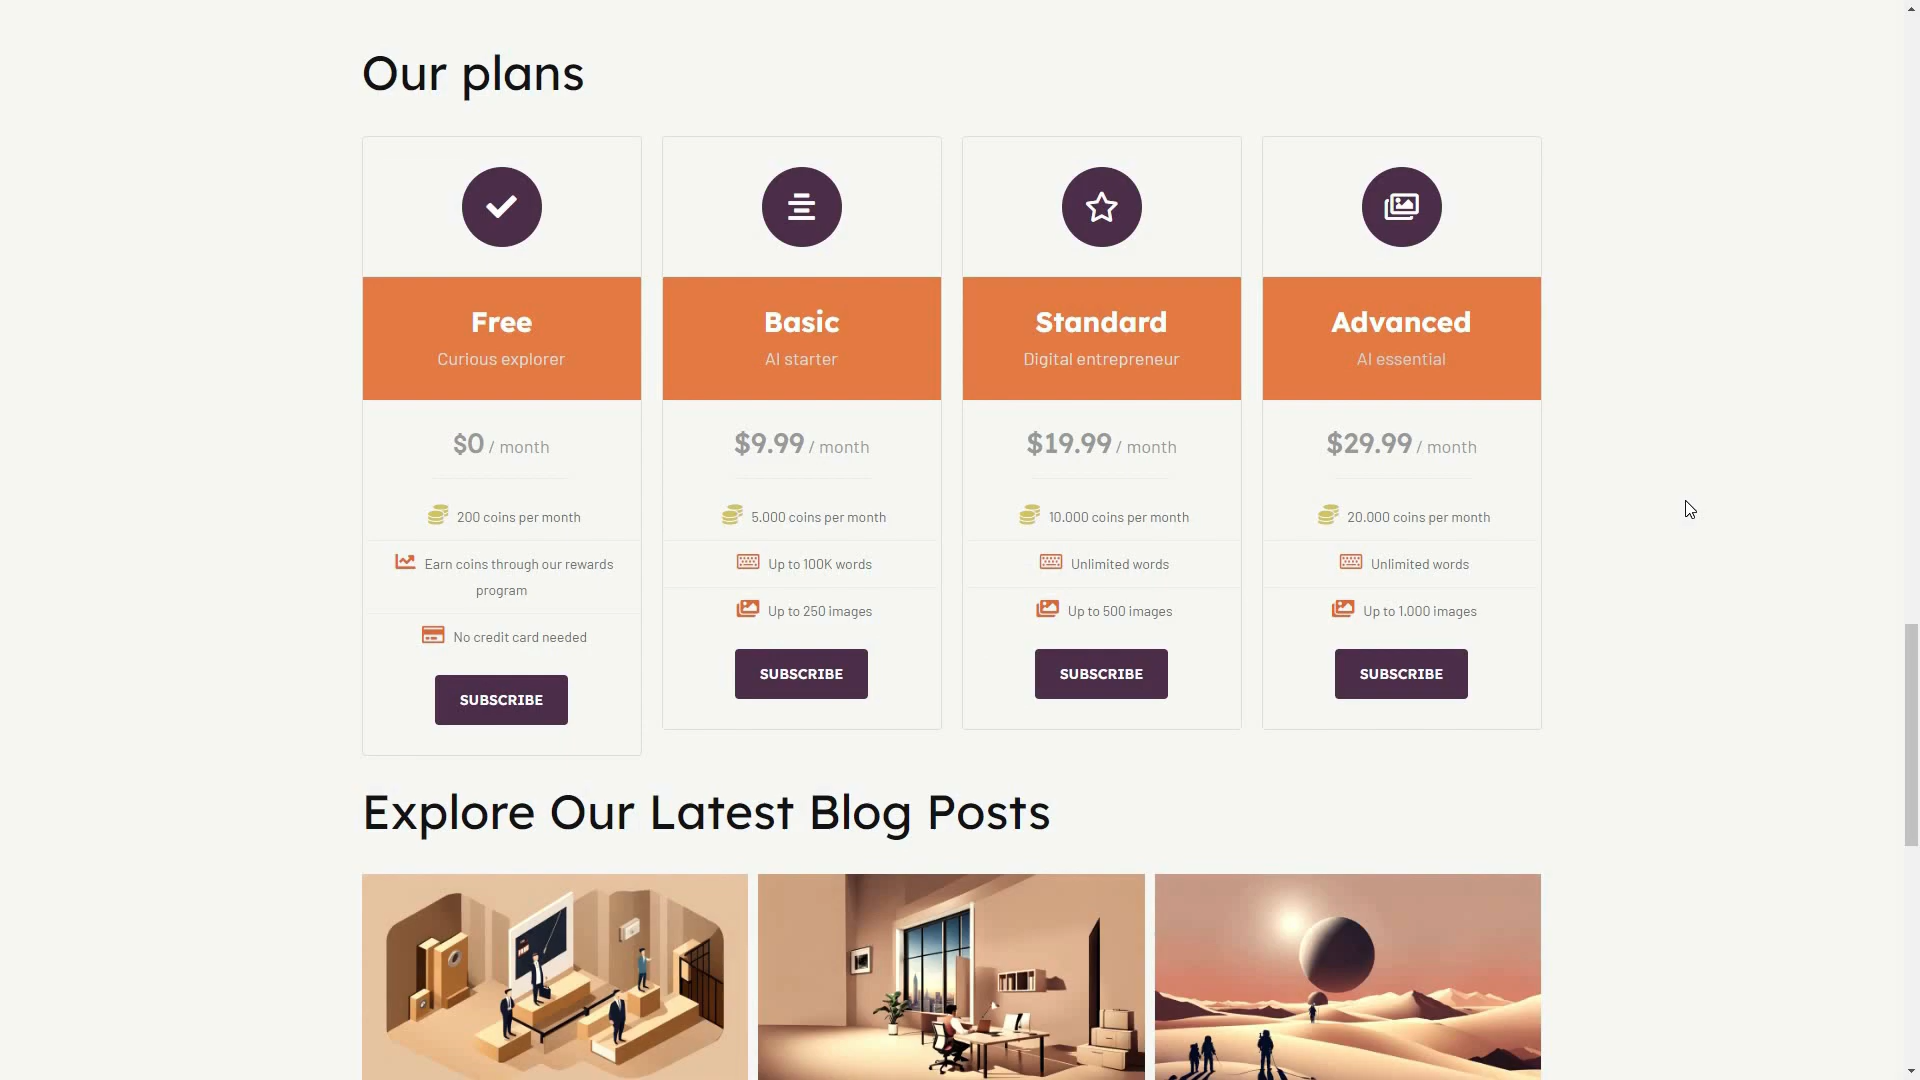 Our plans
Free
Curious explorer
$0 / month
200 coins per month
Earn coins through our rewards
program
No credit card needed
SUBSCRIBE
Basic
AI starter
$9.99 / month
5.000 coins per month
Up to 100K words
Up to 250 images
SUBSCRIBE
Standard
Digital entrepreneur
$19.99 / month
10.000 coins per month
Unlimited words
Up to 500 images
SUBSCRIBE
Advanced
AI essential
$29.99 / month
20.000 coins per month
Unlimited words
Up to 1.000 images
SUBSCRIBE
Explore Our Latest Blog Posts